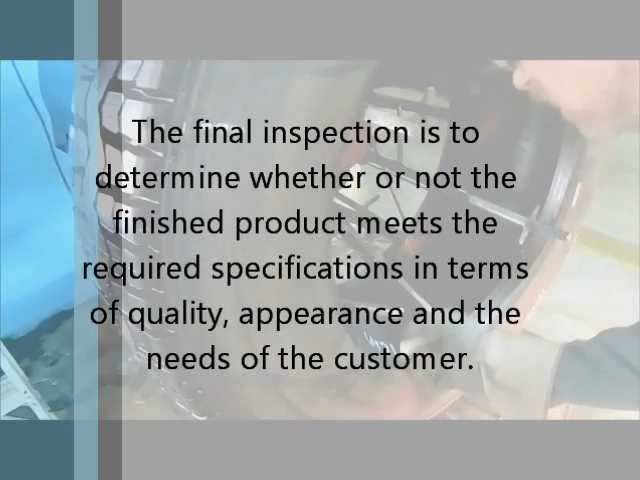 The final inspection is to
determine whether or not the
finished product meets the
required specifications in terms
of quality, appearance and the
needs of the customer.